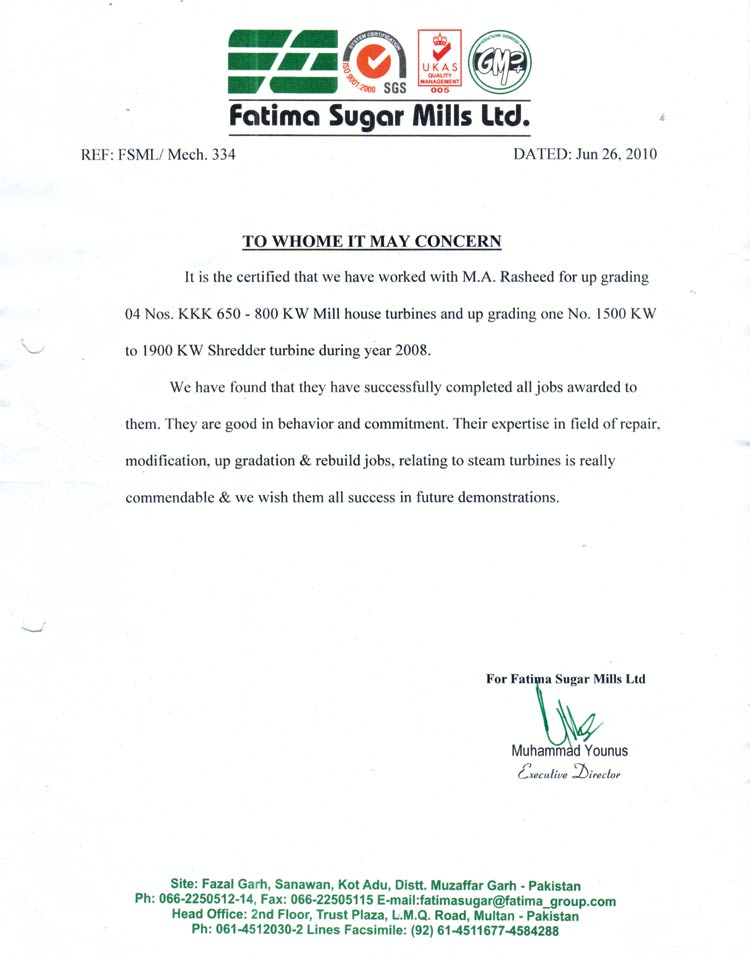 SYSTEM CERTIFICATION
ISO 9001:2000
SGS
UKAS
QUALITY
MANAGEMENT
005
GMP
Fatima Sugar Mills Ltd.
REF: FSML/ Mech. 334
DATED: Jun 26, 2010
TO WHOME IT MAY CONCERN
It is the certified that we have worked with M.A. Rasheed for up grading
04 Nos. KKK 650 - 800 KW Mill house turbines and up grading one No. 1500 KW
to 1900 KW Shredder turbine during year 2008.
We have found that they have successfully completed all jobs awarded to
them. They are good in behavior and commitment. Their expertise in field of repair,
modification, up gradation & rebuild jobs, relating to steam turbines is really
commendable & we wish them all success in future demonstrations.
For Fatima Sugar Mills Ltd
Muhammad Younus
Executive Director
Site: Fazal Garh, Sanawan, Kot Adu, Distt. Muzaffar Garh - Pakistan
Ph: 066-2250512-14, Fax: 066-22505115 E-mail:fatimasugar@fatima_group.com
Head Office: 2nd Floor, Trust Plaza, L.M.Q. Road, Multan - Pakistan
Ph: 061-4512030-2 Lines Facsimile: (92) 61-4511677-4584288